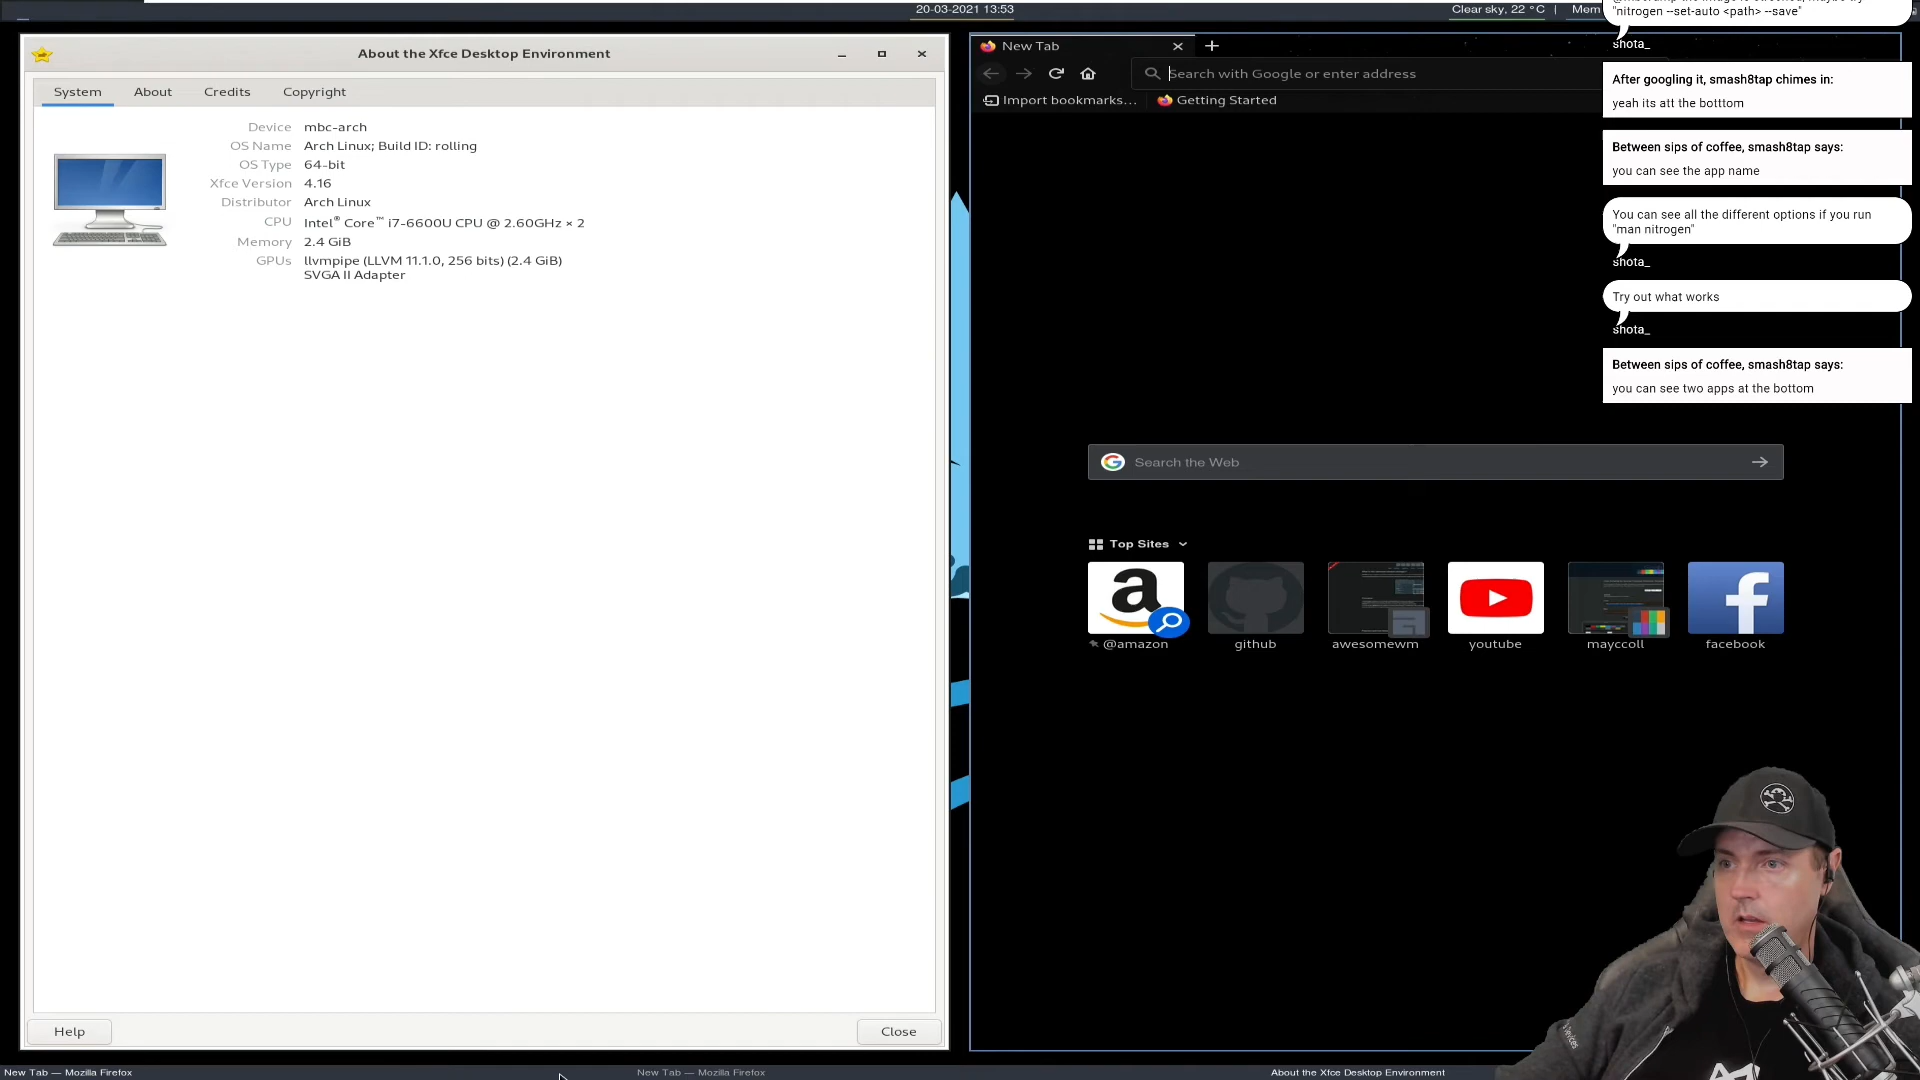 20-03-2021 13:53
Clear sky, 22 °C | Mem
About the Xfce Desktop Environment
System About Credits Copyright
Device mbc-arch
OS Name Arch Linux; Build ID: rolling
OS Type 64-bit
Xfce Version 4.16
Distributor Arch Linux
CPU Intel® Core™ i7-6600U CPU @ 2.60GHz × 2
Memory 2.4 GiB
GPUs llvmpipe (LLVM 11.1.0, 256 bits) (2.4 GiB)
SVGA II Adapter
Help Close
New Tab
Search with Google or enter address
Import bookmarks... Getting Started
Search the Web
Top Sites
a
@amazon github awesomewm youtube mayccoll facebook
"nitrogen --set-auto <path> --save"
shota_
After googling it, smash8tap chimes in:
yeah its att the botttom
Between sips of coffee, smash8tap says:
you can see the app name
You can see all the different options if you run
"man nitrogen"
shota_
Try out what works
shota_
Between sips of coffee, smash8tap says:
you can see two apps at the bottom
New Tab — Mozilla Firefox New Tab — Mozilla Firefox About the Xfce Desktop Environment